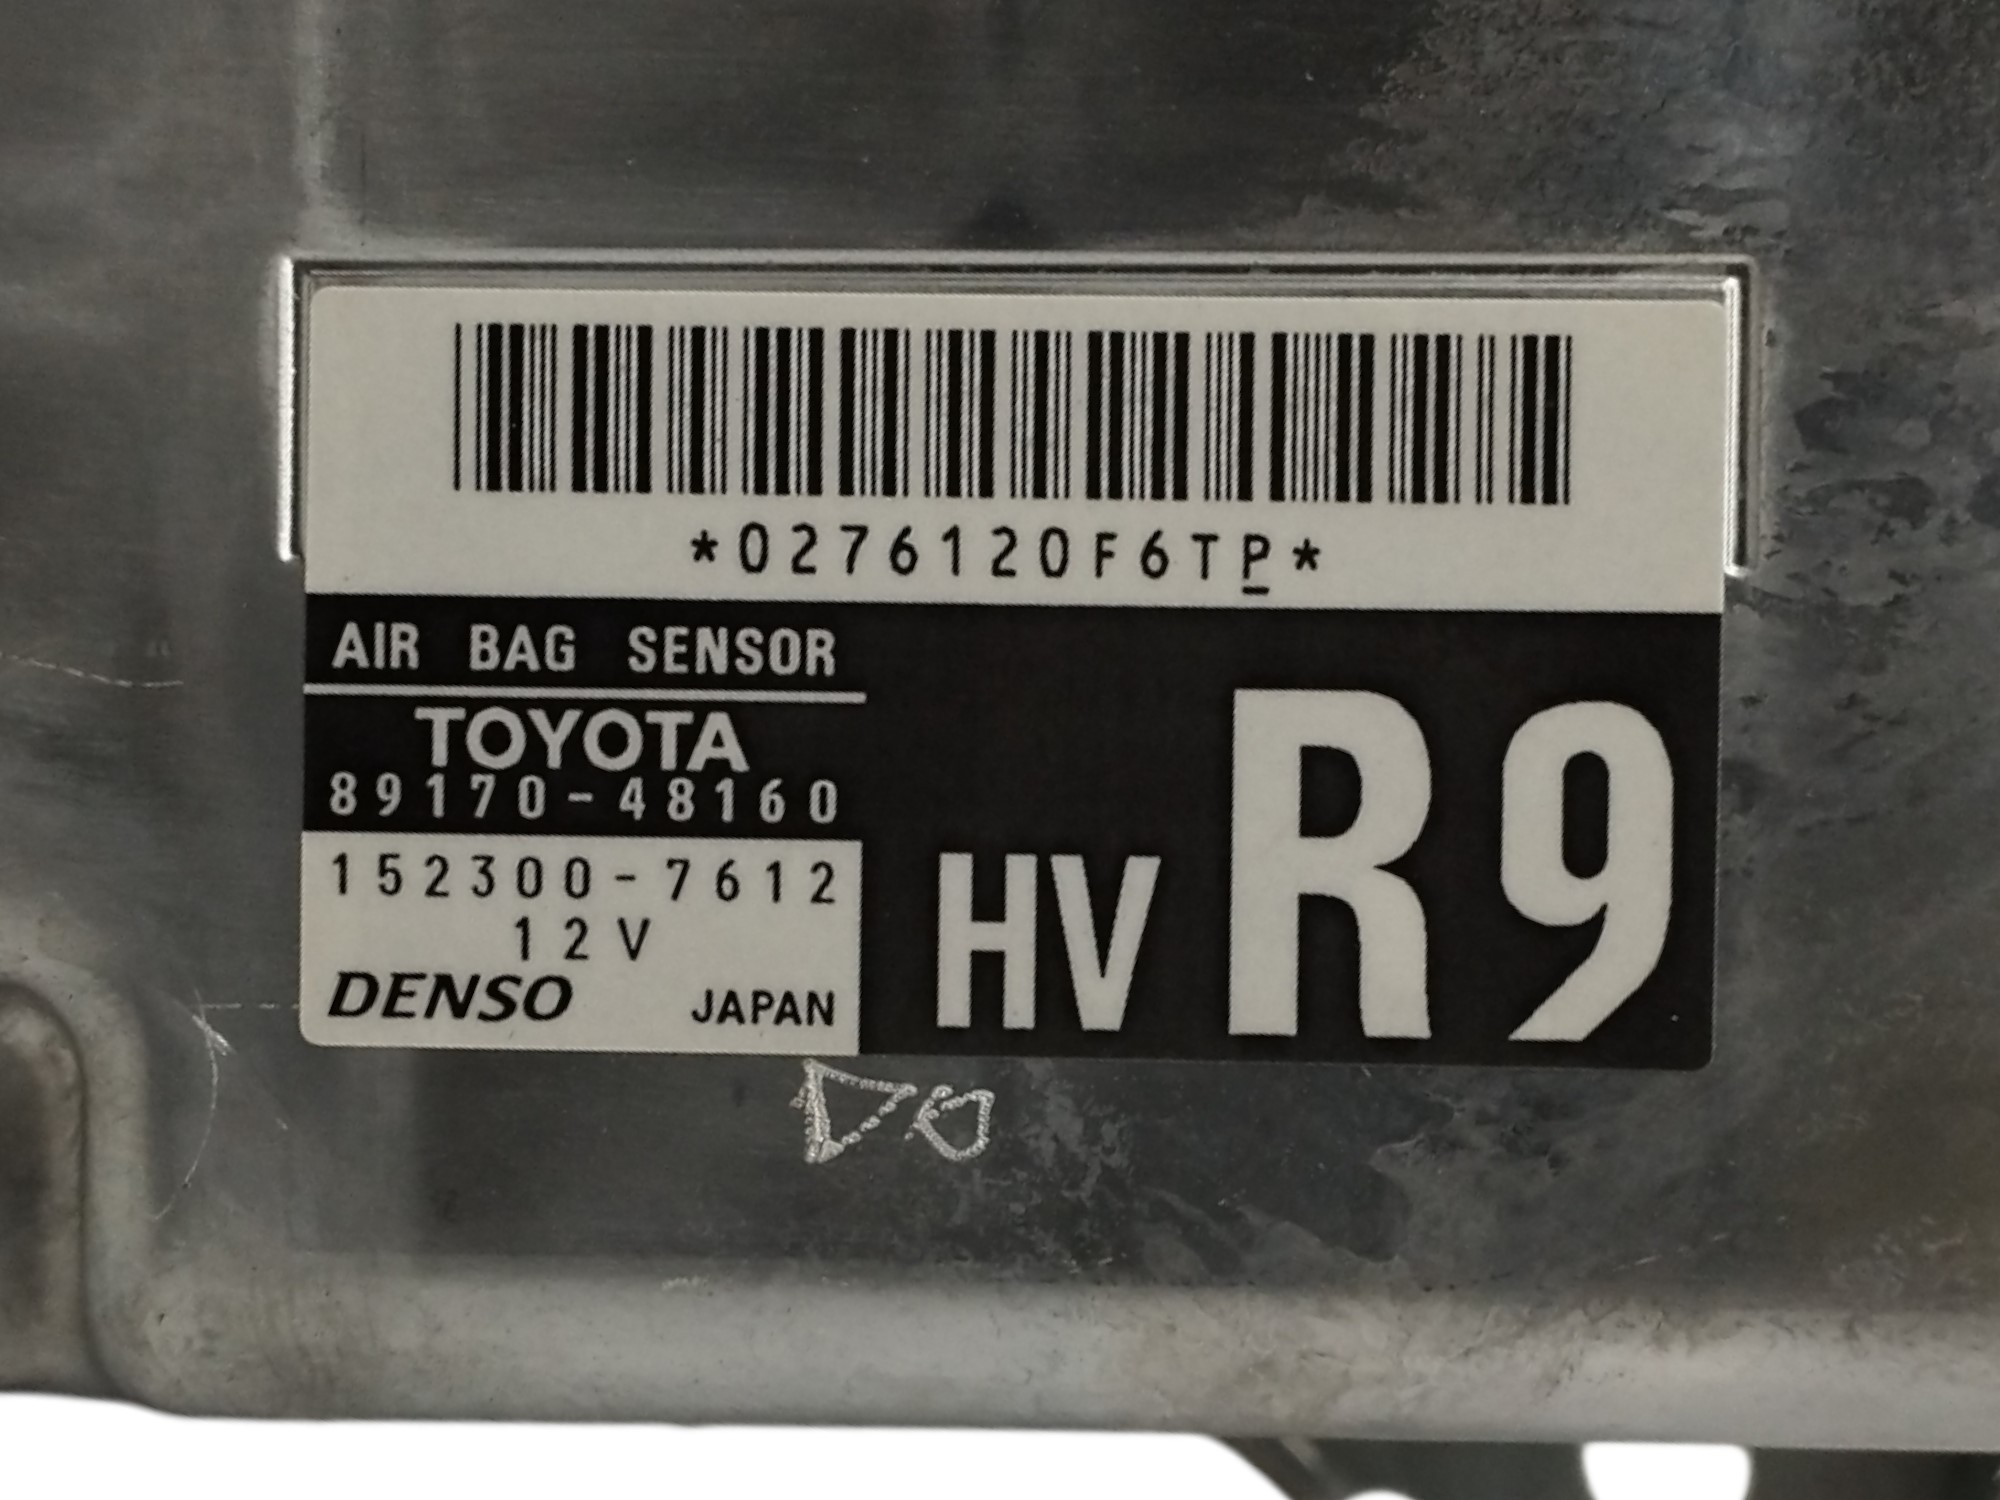 *0276120F6TP*
AIR BAG SENSOR
TOYOTA
89170-48160
152300-7612
12V
DENSO JAPAN
HV R9